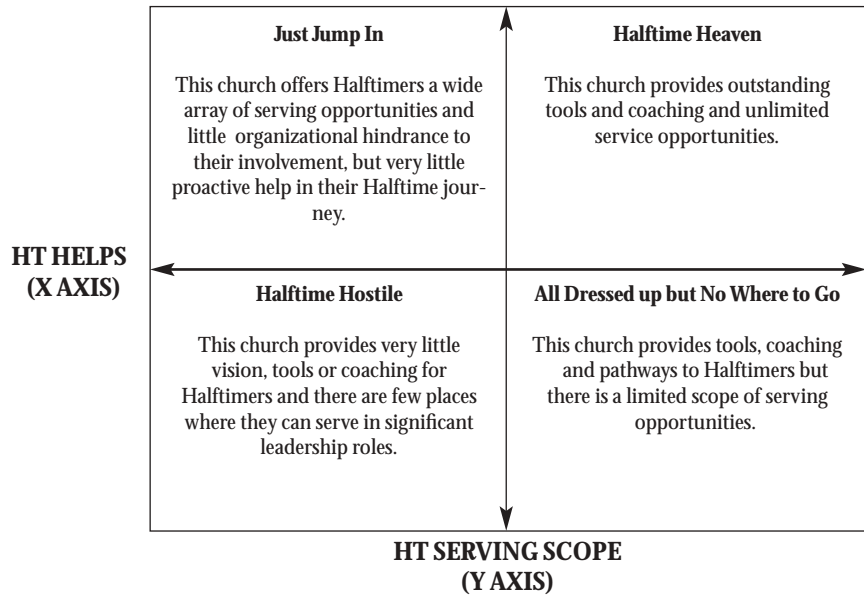 Just Jump In
This church offers Halftimers a wide
array of serving opportunities and
little organizational hindrance to
their involvement, but very little
proactive help in their Halftime jour-
ney.
Halftime Heaven
This church provides outstanding
tools and coaching and unlimited
service opportunities.
HT HELPS
(X AXIS)
Halftime Hostile
This church provides very little
vision, tools or coaching for
Halftimers and there are few places
where they can serve in significant
leadership roles.
All Dressed up but No Where to Go
This church provides tools, coaching
and pathways to Halftimers but
there is a limited scope of serving
opportunities.
HT SERVING SCOPE
(Y AXIS)